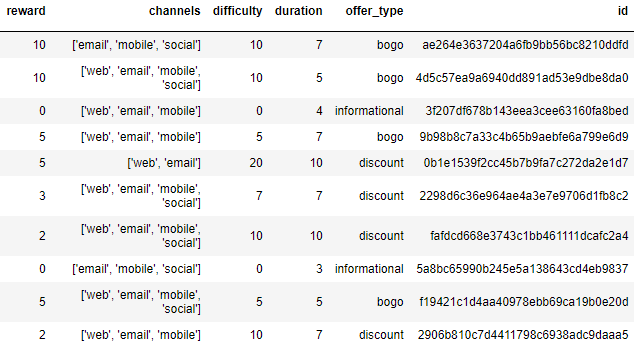 reward channels difficulty duration offer_type id
10 ['email', 'mobile', 'social'] 10 7 bogo ae264e3637204a6fb9bb56bc8210ddfd
10 ['web', 'email', 'mobile', 'social'] 10 5 bogo 4d5c57ea9a6940dd891ad53e9dbe8da0
0 ['web', 'email', 'mobile'] 0 4 informational 3f207df678b143eea3cee63160fa8bed
5 ['web', 'email', 'mobile'] 5 7 bogo 9b98b8c7a33c4b65b9aebfe6a799e6d9
5 ['web', 'email'] 20 10 discount 0b1e1539f2cc45b7b9fa7c272da2e1d7
3 ['web', 'email', 'mobile', 'social'] 7 7 discount 2298d6c36e964ae4a3e7e9706d1fb8c2
2 ['web', 'email', 'mobile', 'social'] 10 10 discount fafdcd668e3743c1bb461111dcafc2a4
0 ['email', 'mobile', 'social'] 0 3 informational 5a8bc65990b245e5a138643cd4eb9837
5 ['web', 'email', 'mobile', 'social'] 5 5 bogo f19421c1d4aa40978ebb69ca19b0e20d
2 ['web', 'email', 'mobile'] 10 7 discount 2906b810c7d4411798c6938adc9daaa5